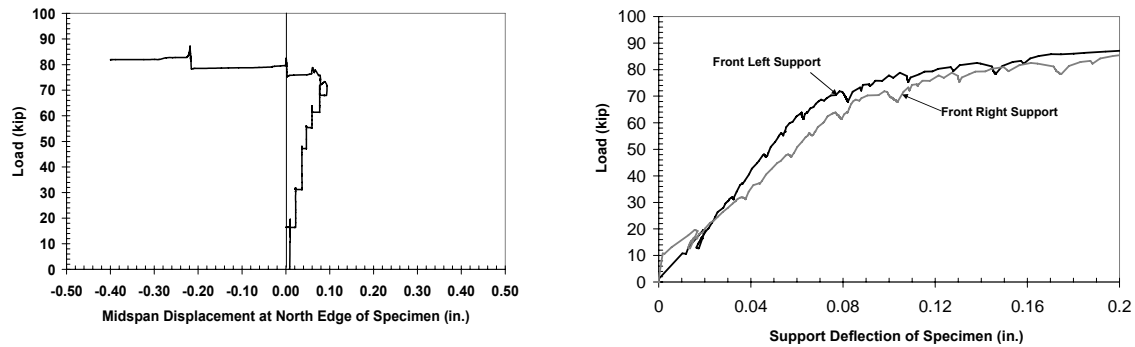 100
90
80
70
60
50
40
30
20
10
0
Load (kip)
-0.50 -0.40 -0.30 -0.20 -0.10 0.00 0.10 0.20 0.30 0.40 0.50
Midspan Displacement at North Edge of Specimen (in.)
100
90
80
70
60
50
40
30
20
10
0
Load (kip)
Front Left Support
Front Right Support
0 0.04 0.08 0.12 0.16 0.2
Support Deflection of Specimen (in.)